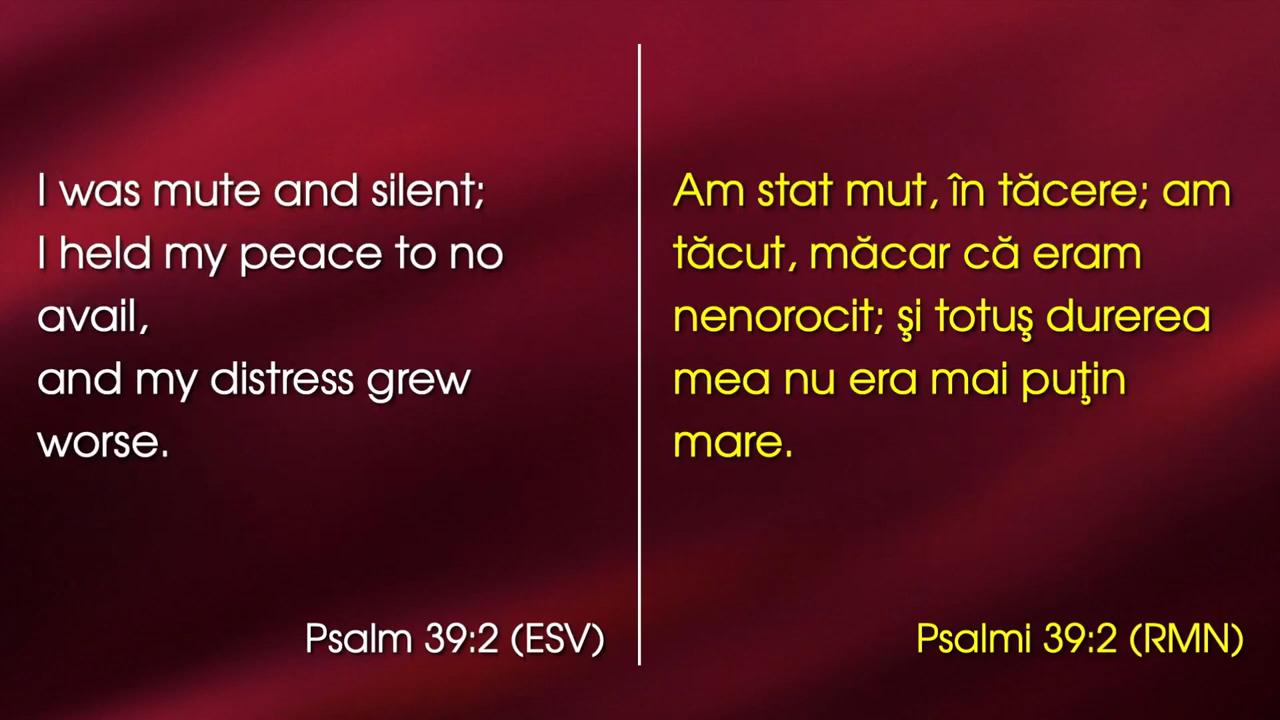 I was mute and silent;
I held my peace to no
avail,
and my distress grew
worse.
Psalm 39:2 (ESV)
Am stat mut, în tăcere; am
tăcut, măcar că eram
nenorocit; şi totuş durerea
mea nu era mai puţin
mare.
Psalmi 39:2 (RMN)